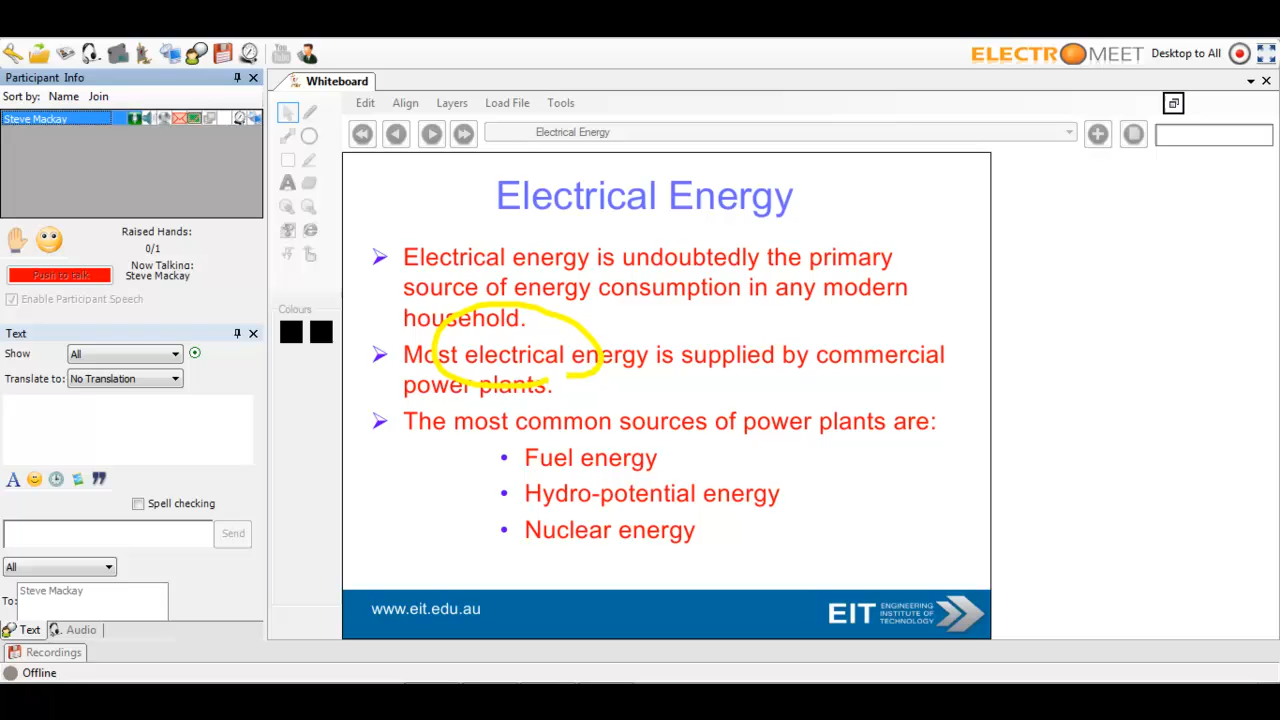 ELECTROMEET Desktop to All
Participant Info
Sort by: Name Join
Steve Mackay
Raised Hands:
0/1
Now Talking:
Steve Mackay
Push to talk
Enable Participant Speech
Text
Show All
Translate to: No Translation
Spell checking
Send
All
To: Steve Mackay
Text Audio
Recordings
Offline
You
Whiteboard
Edit Align Layers Load File Tools
Electrical Energy
Colours
Electrical Energy
Electrical energy is undoubtedly the primary
source of energy consumption in any modern
household.
Most electrical energy is supplied by commercial
power plants.
The most common sources of power plants are:
• Fuel energy
• Hydro-potential energy
• Nuclear energy
www.eit.edu.au
EIT ENGINEERING
INSTITUTE OF
TECHNOLOGY